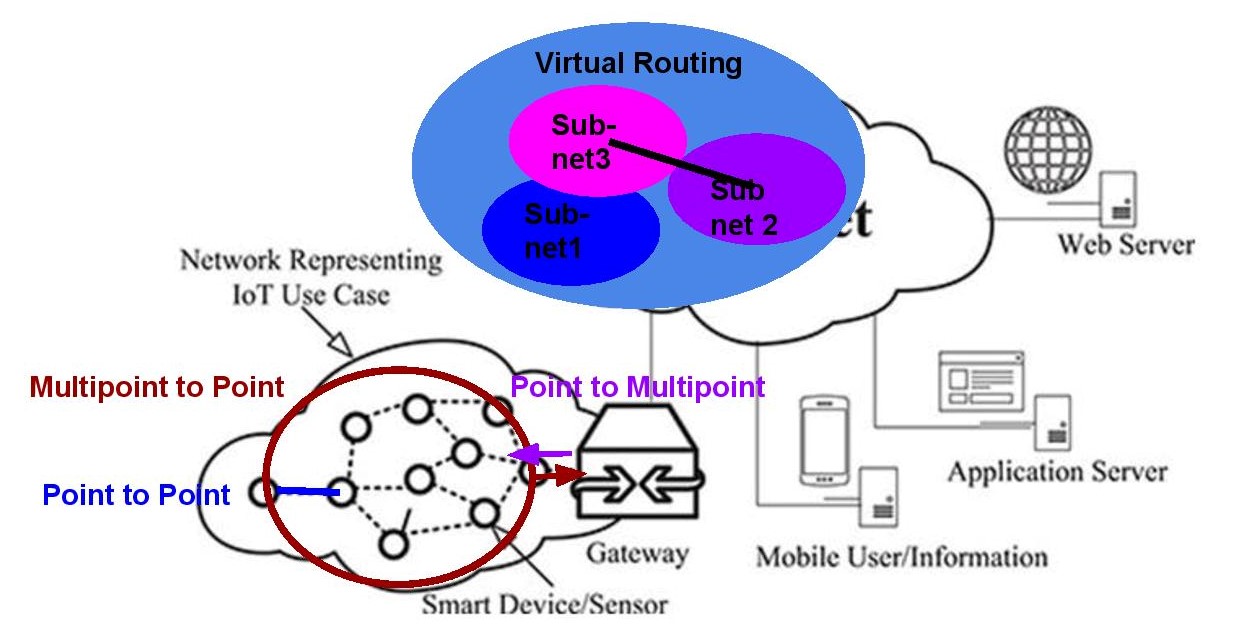 Virtual Routing
Sub-
net3
Sub
net 2
Sub-
net1
et
Web Server
Network Representing
IoT Use Case
Multipoint to Point
Point to Multipoint
Point to Point
Application Server
Gateway
Mobile User/Information
Smart Device/Sensor